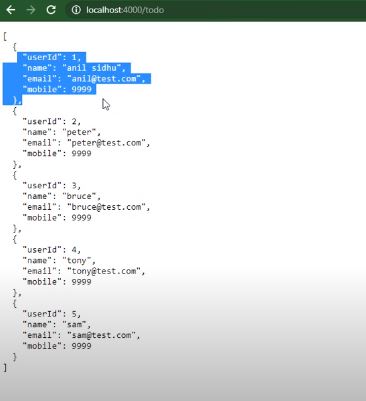 localhost:4000/todo
[
  {
    "userId": 1,
    "name": "anil sidhu",
    "email": "anil@test.com",
    "mobile": 9999
  },
  {
    "userId": 2,
    "name": "peter",
    "email": "peter@test.com",
    "mobile": 9999
  },
  {
    "userId": 3,
    "name": "bruce",
    "email": "bruce@test.com",
    "mobile": 9999
  },
  {
    "userId": 4,
    "name": "tony",
    "email": "tony@test.com",
    "mobile": 9999
  },
  {
    "userId": 5,
    "name": "sam",
    "email": "sam@test.com",
    "mobile": 9999
  }
]